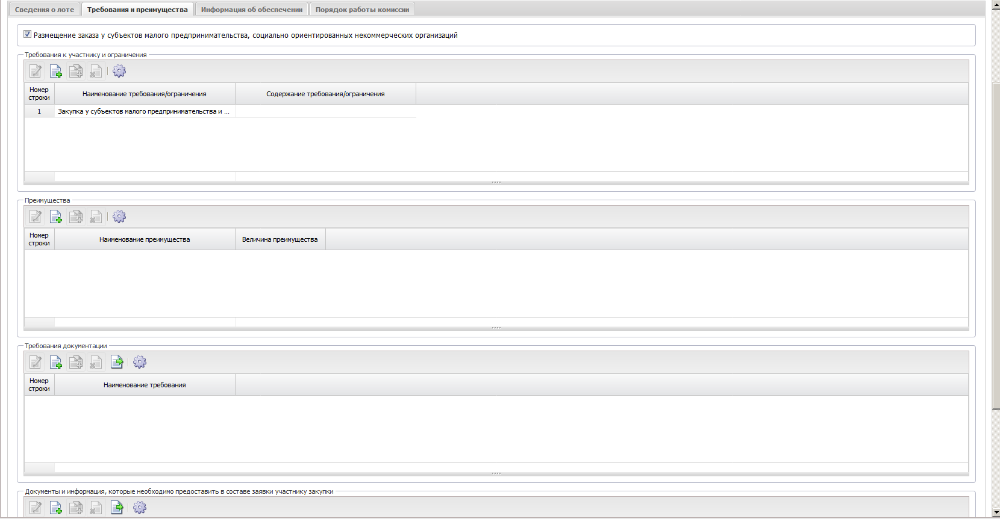 Сведения о лоте
Требования и преимущества
Информация об обеспечении
Порядок работы комиссии
Размещение заказа у субъектов малого предпринимательства, социально ориентированных некоммерческих организаций
Требования к участнику и ограничения
Номер строки
Наименование требования/ограничения
Содержание требования/ограничения
1
Закупка у субъектов малого предпринимательства и ...
Преимущества
Номер строки
Наименование преимущества
Величина преимущества
Требования документации
Номер строки
Наименование требования
Документы и информация, которые необходимо предоставить в составе заявки участнику закупки